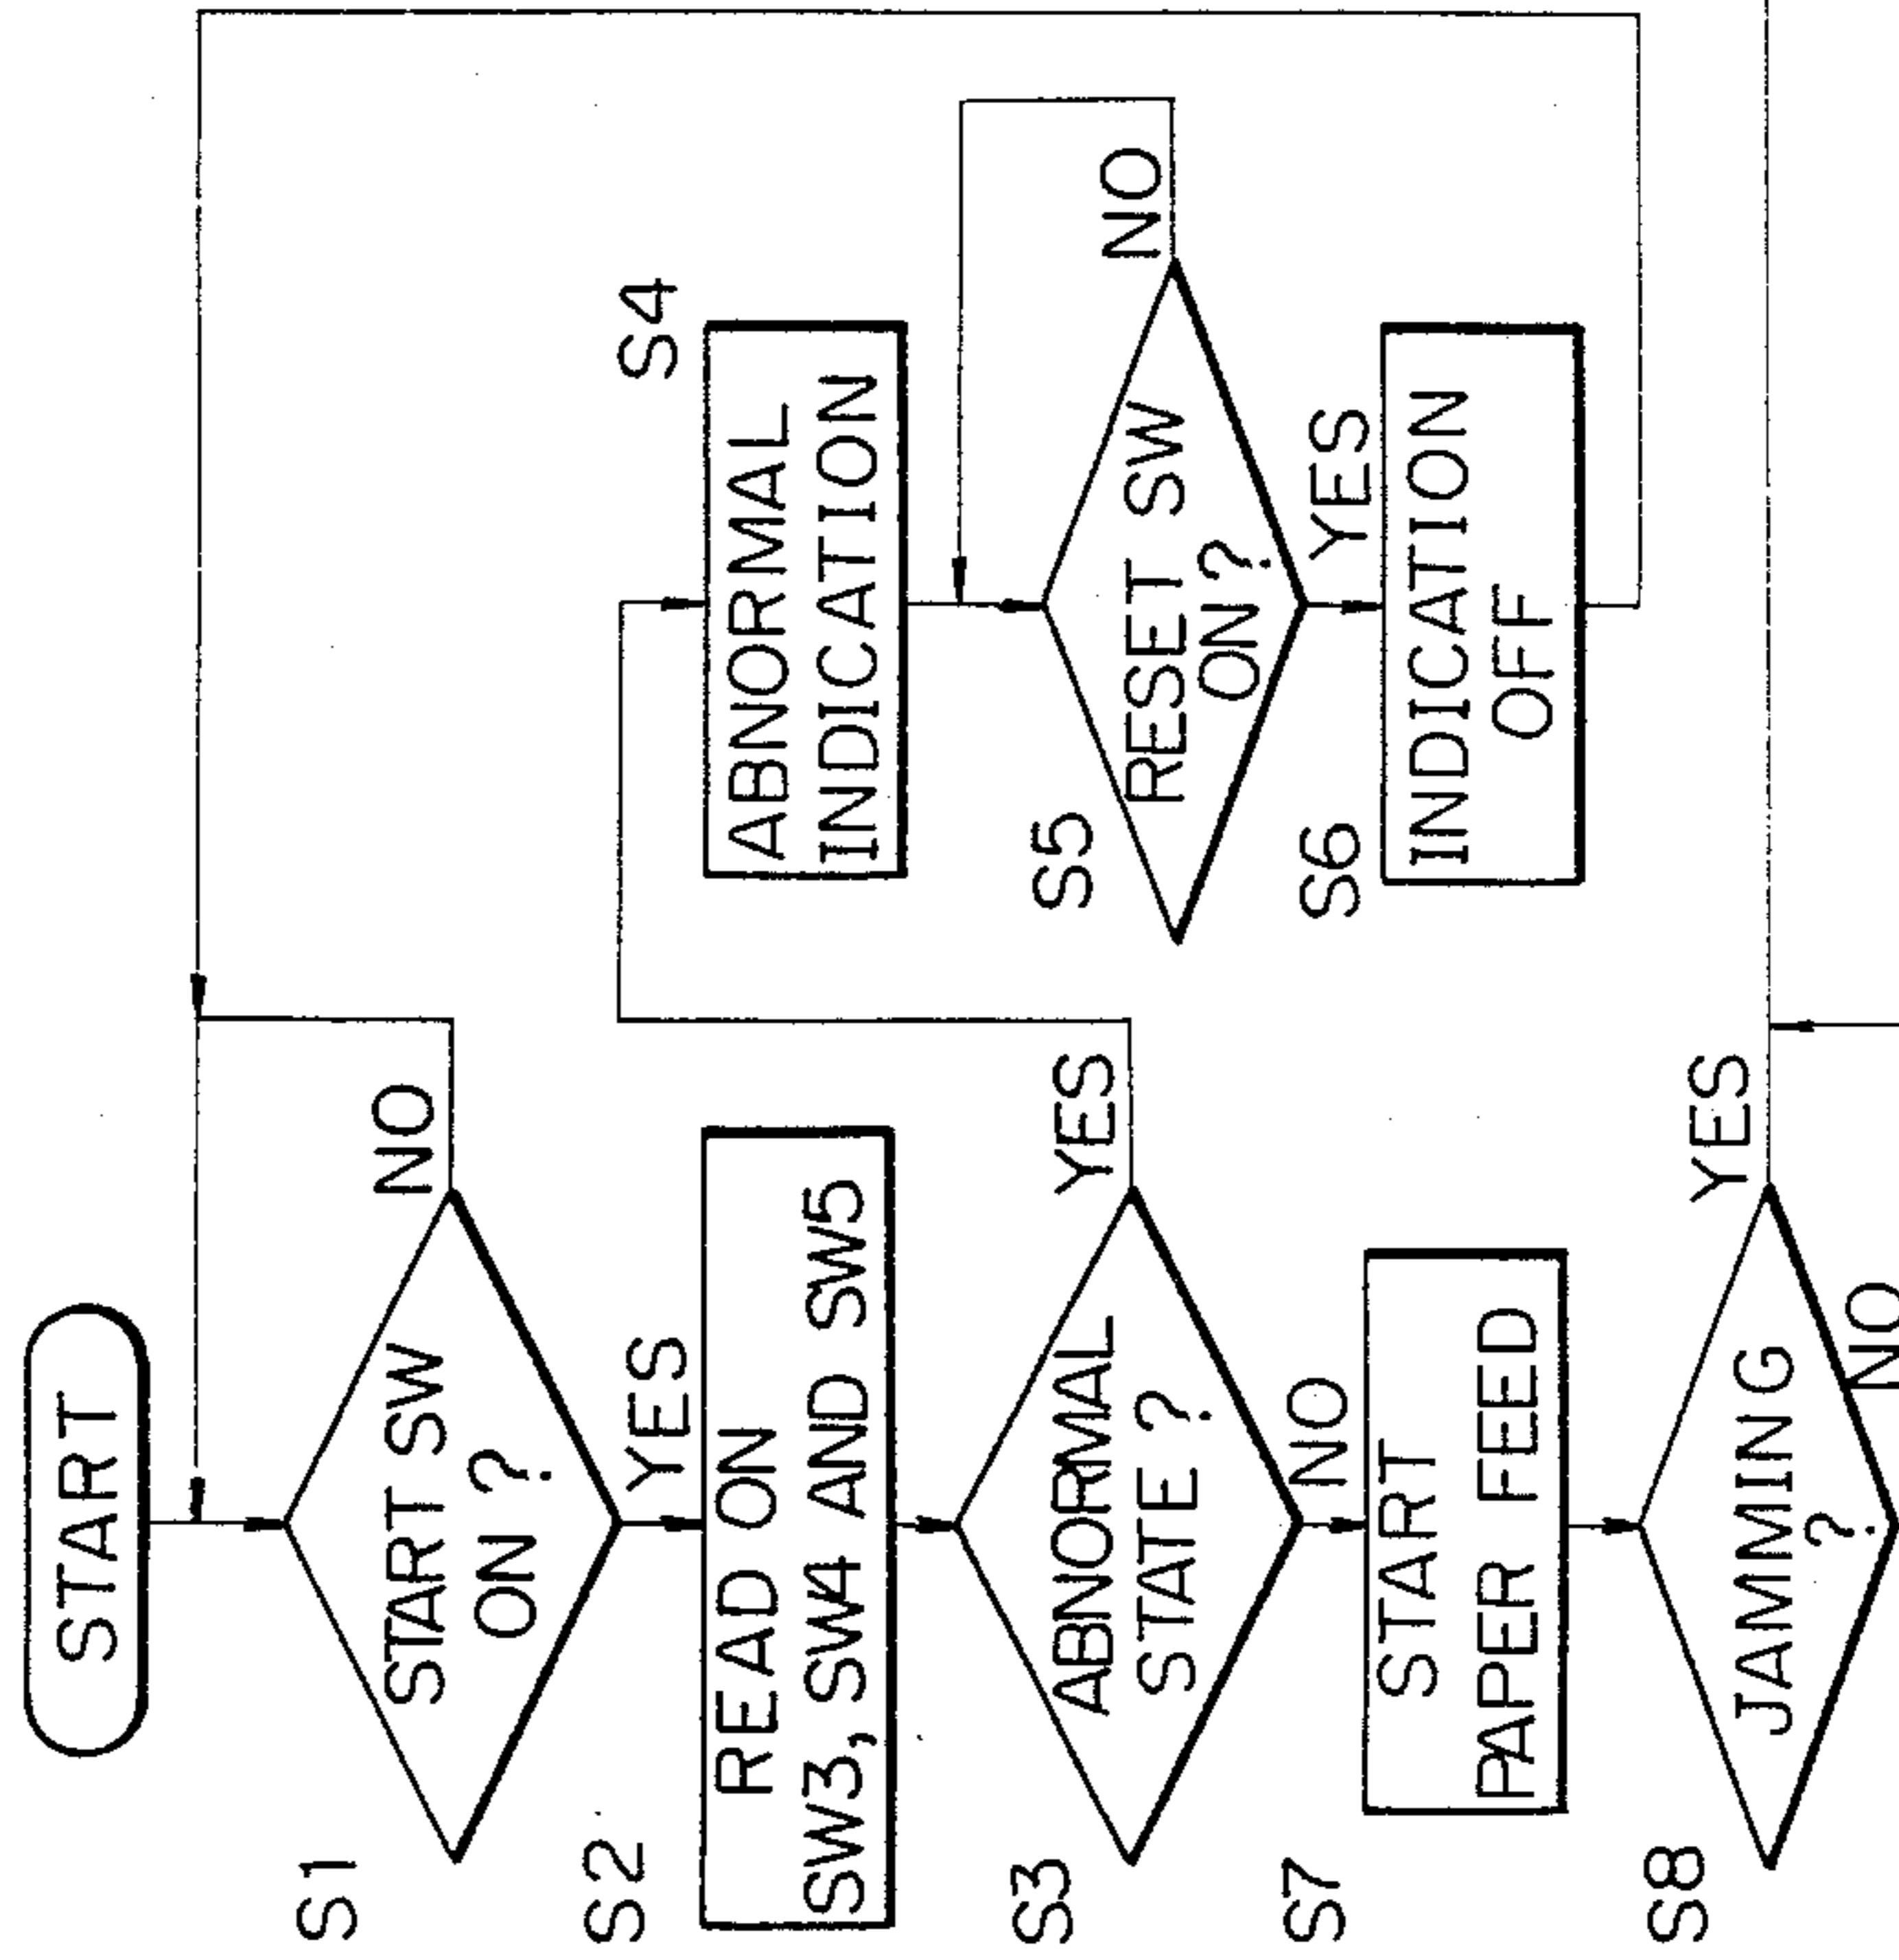 START
S1
START SW
ON ?
NO
YES
S2
READ ON
SW3, SW4 AND SW5
S3
ABNORMAL
STATE ?
YES
NO
S4
ABNORMAL
INDICATION
S5
RESET SW
ON ?
NO
YES
S6
INDICATION
OFF
S7
START
PAPER FEED
S8
JAMMING
?
YES
NO